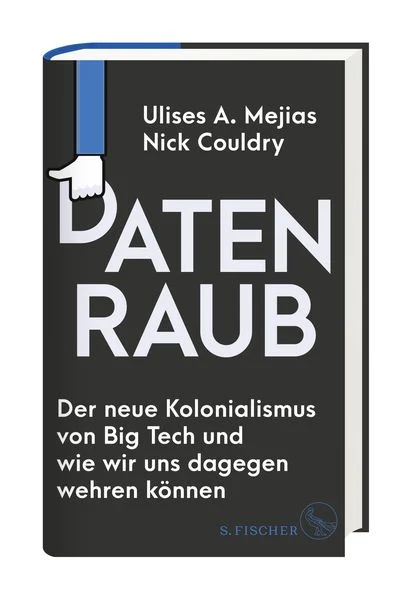 Ulises A. Mejias
Nick Couldry
DATEN
RAUB
Der neue Kolonialismus
von Big Tech und
wie wir uns dagegen
wehren können
S. FISCHER